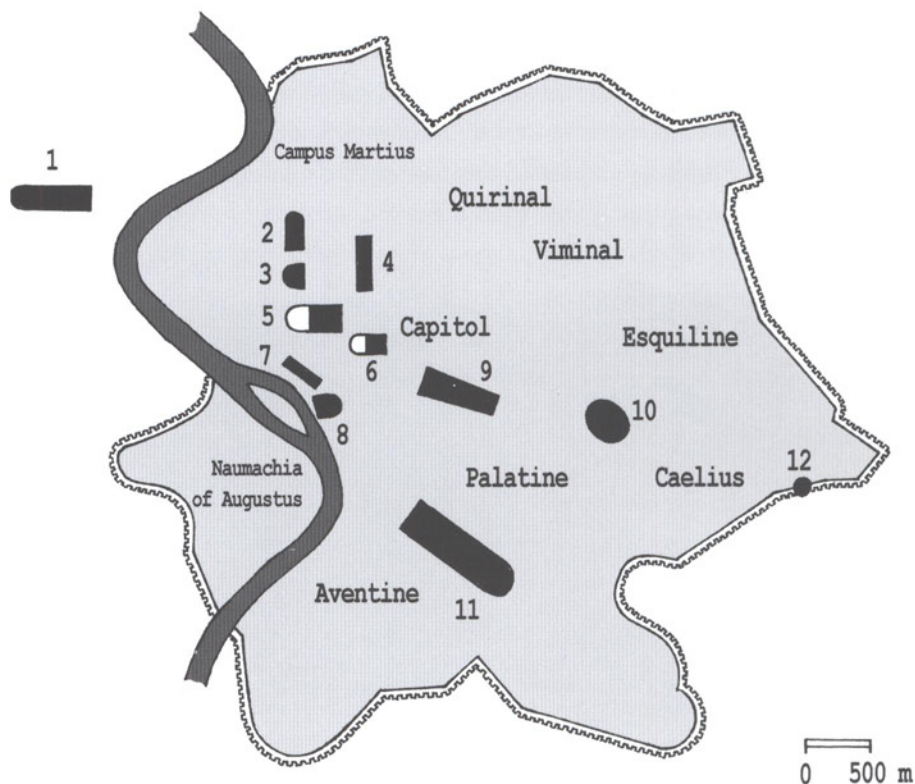 Campus Martius
1
Quirinal
2
Viminal
4
3
5
Capitol
Esquiline
7
6
9
10
8
Naumachia
of Augustus
Palatine
Caelius
12
Aventine
11
0 500 m